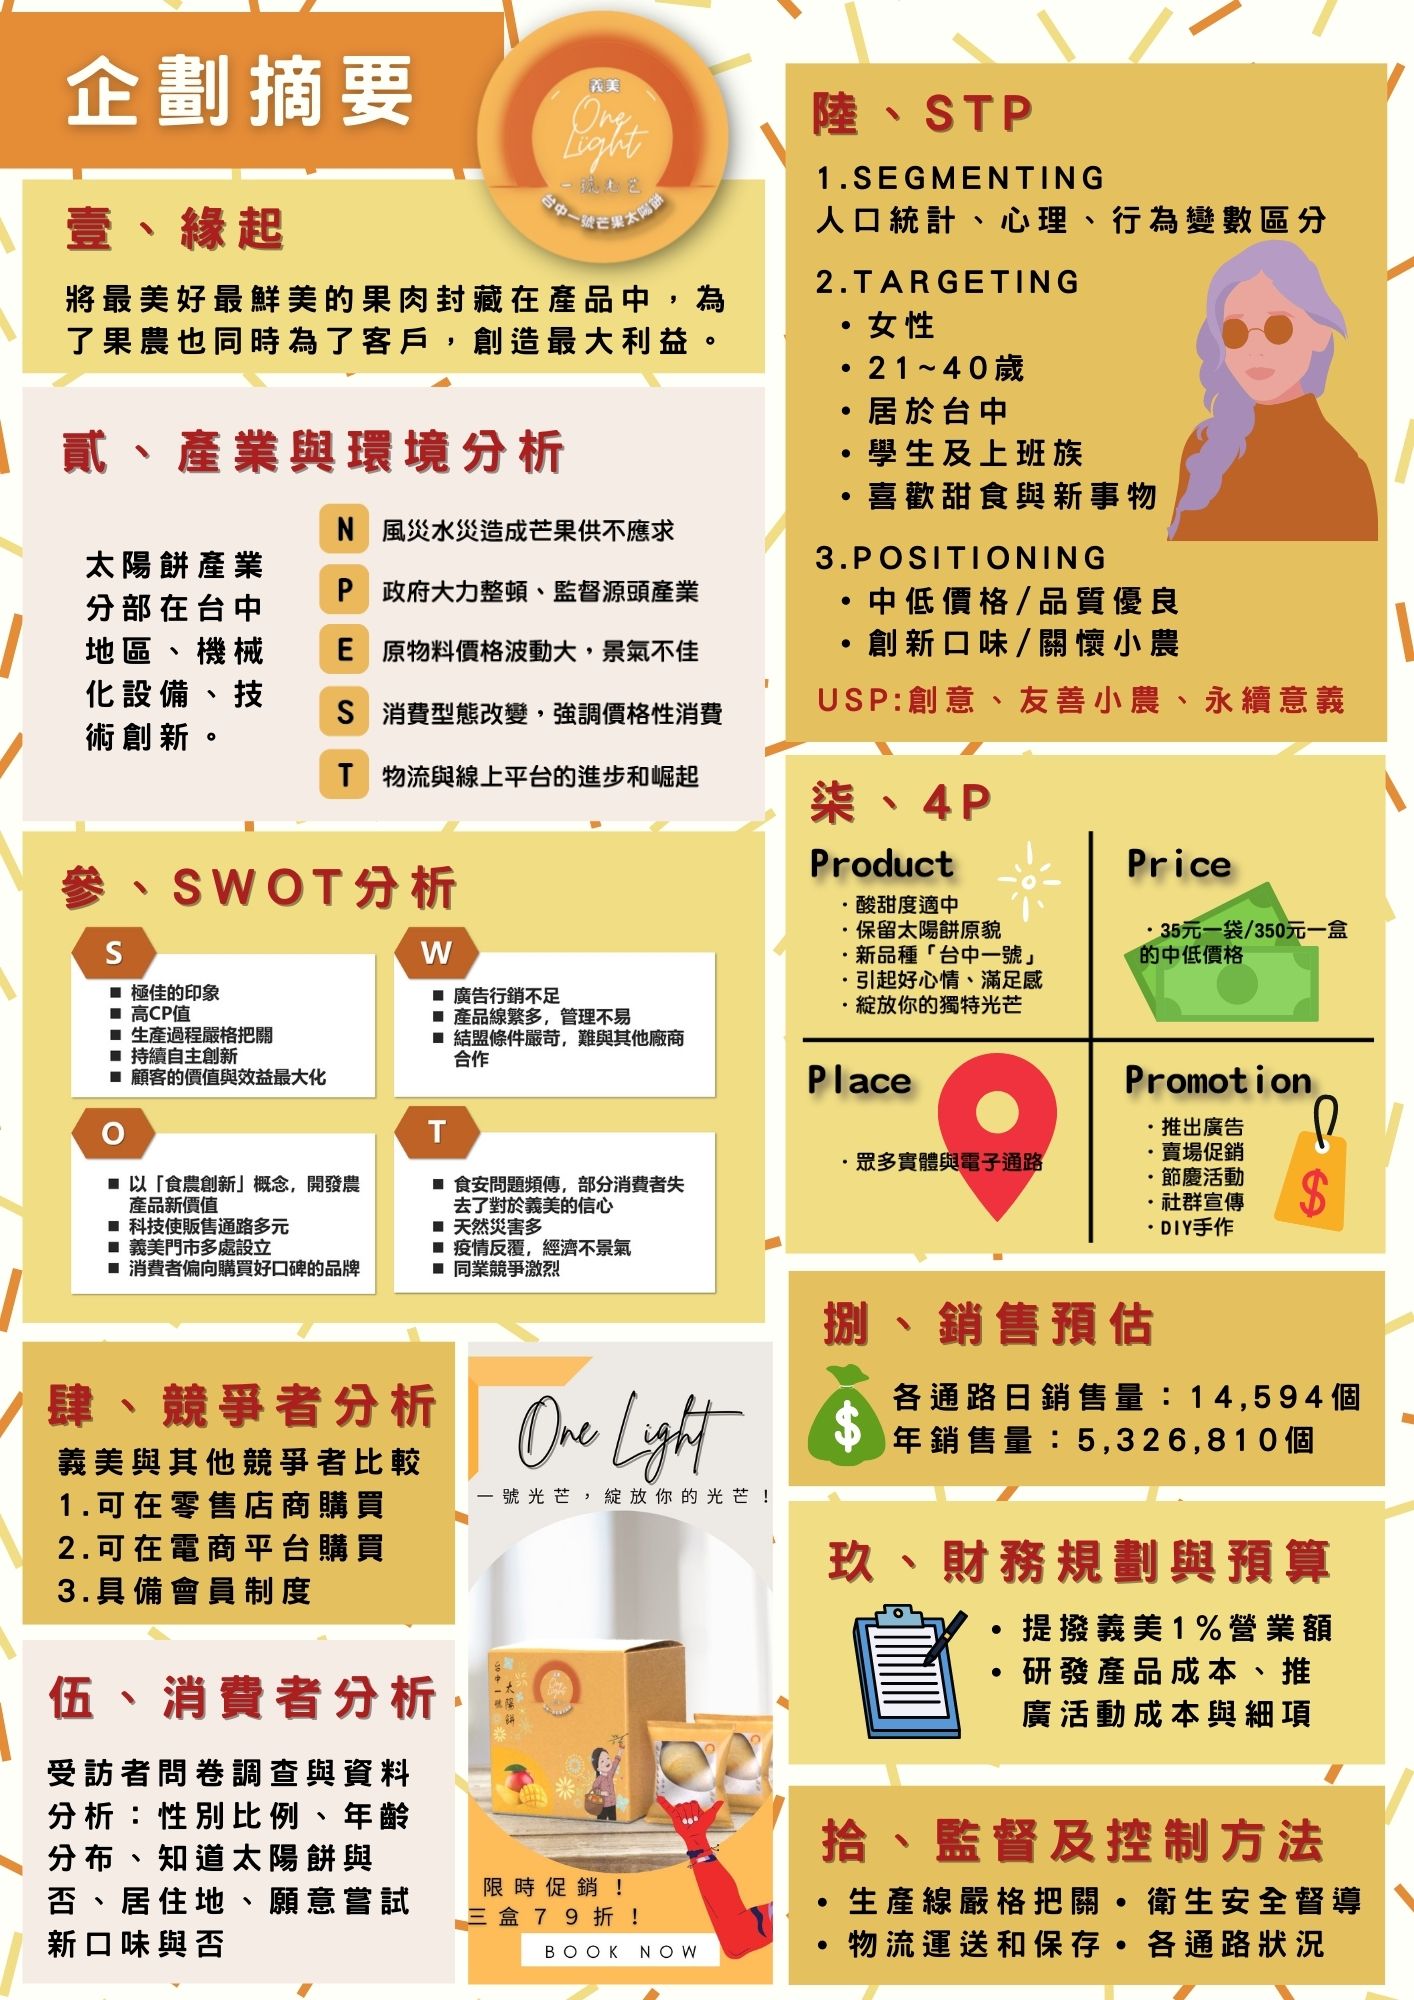 企劃摘要
義美
One
Light
一號光芒
台中一號芒果太陽餅
壹、緣起
將最美好最鮮美的果肉封藏在產品中，為
了果農也同時為了客戶，創造最大利益。
貳、產業與環境分析
太陽餅產業
分部在台中
地區、機械
化設備、技
術創新。
N 風災水災造成芒果供不應求
P 政府大力整頓、監督源頭產業
E 原物料價格波動大，景氣不佳
S 消費型態改變，強調價格性消費
T 物流與線上平台的進步和崛起
參、SWOT分析
S
■ 極佳的印象
■ 高CP值
■ 生產過程嚴格把關
■ 持續自主創新
■ 顧客的價值與效益最大化
W
■ 廣告行銷不足
■ 產品線繁多，管理不易
■ 結盟條件嚴苛，難與其他廠商
合作
O
■ 以「食農創新」概念，開發農
產品新價值
■ 科技使販售通路多元
■ 義美門市多處設立
■ 消費者偏向購買好口碑的品牌
T
■ 食安問題頻傳，部分消費者失
去了對於義美的信心
■ 天然災害多
■ 疫情反覆，經濟不景氣
■ 同業競爭激烈
肆、競爭者分析
義美與其他競爭者比較
1.可在零售店商購買
2.可在電商平台購買
3.具備會員制度
伍、消費者分析
受訪者問卷調查與資料
分析：性別比例、年齡
分布、知道太陽餅與
否、居住地、願意嘗試
新口味與否
One Light
一號光芒，綻放你的光芒！
台中一號
太陽餅
限時促銷！
三盒79折！
BOOK NOW
陸、STP
1.SEGMENTING
人口統計、心理、行為變數區分
2.TARGETING
• 女性
• 21~40歲
• 居於台中
• 學生及上班族
• 喜歡甜食與新事物
3.POSITIONING
• 中低價格/品質優良
• 創新口味/關懷小農
USP:創意、友善小農、永續意義
柒、4P
Product
·酸甜度適中
·保留太陽餅原貌
·新品種「台中一號」
·引起好心情、滿足感
·綻放你的獨特光芒
Price
·35元一袋/350元一盒
的中低價格
Place
·眾多實體與電子通路
Promotion
·推出廣告
·賣場促銷
·節慶活動
·社群宣傳
·DIY手作
$
捌、銷售預估
$
各通路日銷售量：14,594個
年銷售量：5,326,810個
玖、財務規劃與預算
• 提撥義美1%營業額
• 研發產品成本、推
廣活動成本與細項
拾、監督及控制方法
• 生產線嚴格把關 • 衛生安全督導
• 物流運送和保存 • 各通路狀況